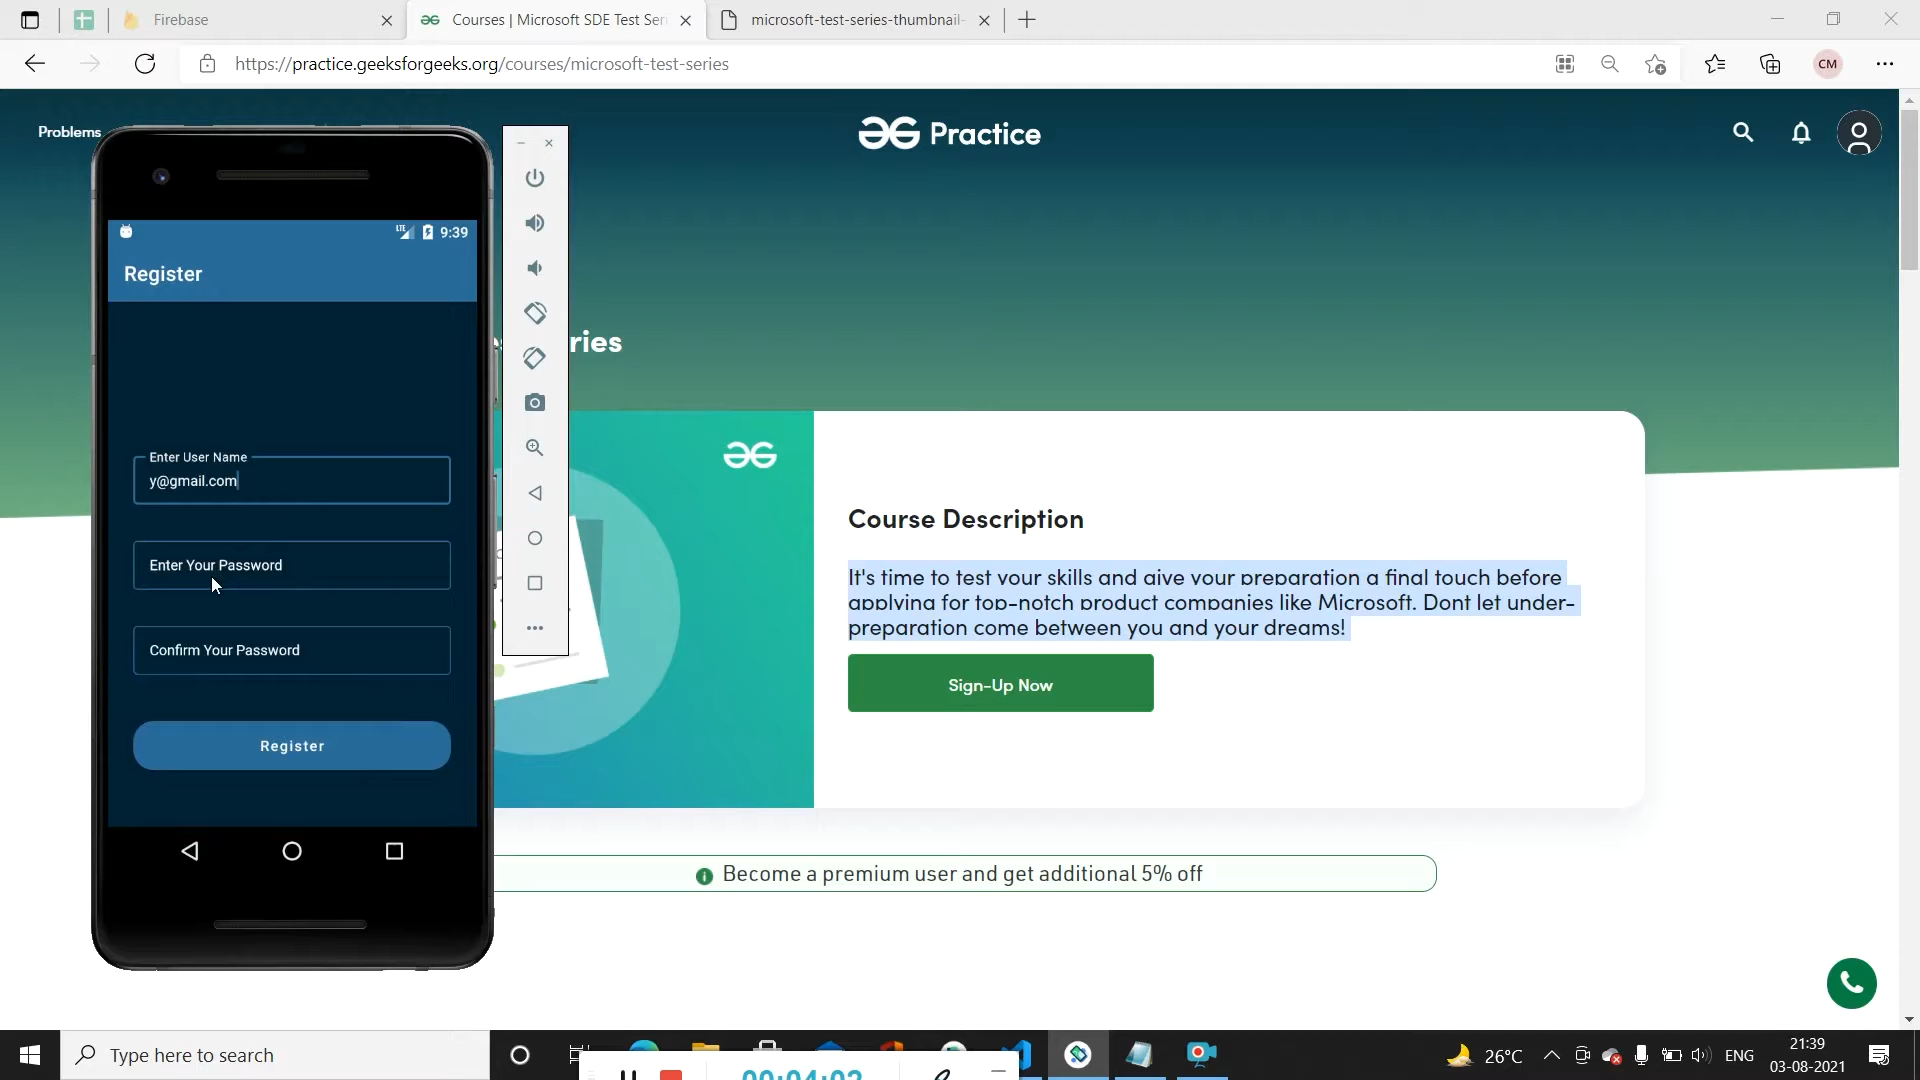 Firebase
Courses | Microsoft SDE Test Ser
microsoft-test-series-thumbnail-
https://practice.geeksforgeeks.org/courses/microsoft-test-series
CM
Problems
Practice
LTE
9:39
Register
ries
Enter User Name
y@gmail.com
Enter Your Password
Confirm Your Password
Register
Course Description
It's time to test your skills and give your preparation a final touch before
applying for top-notch product companies like Microsoft. Dont let under-
preparation come between you and your dreams!
Sign-Up Now
Become a premium user and get additional 5% off
Type here to search
00:04:02
26°C
ENG
21:39
03-08-2021